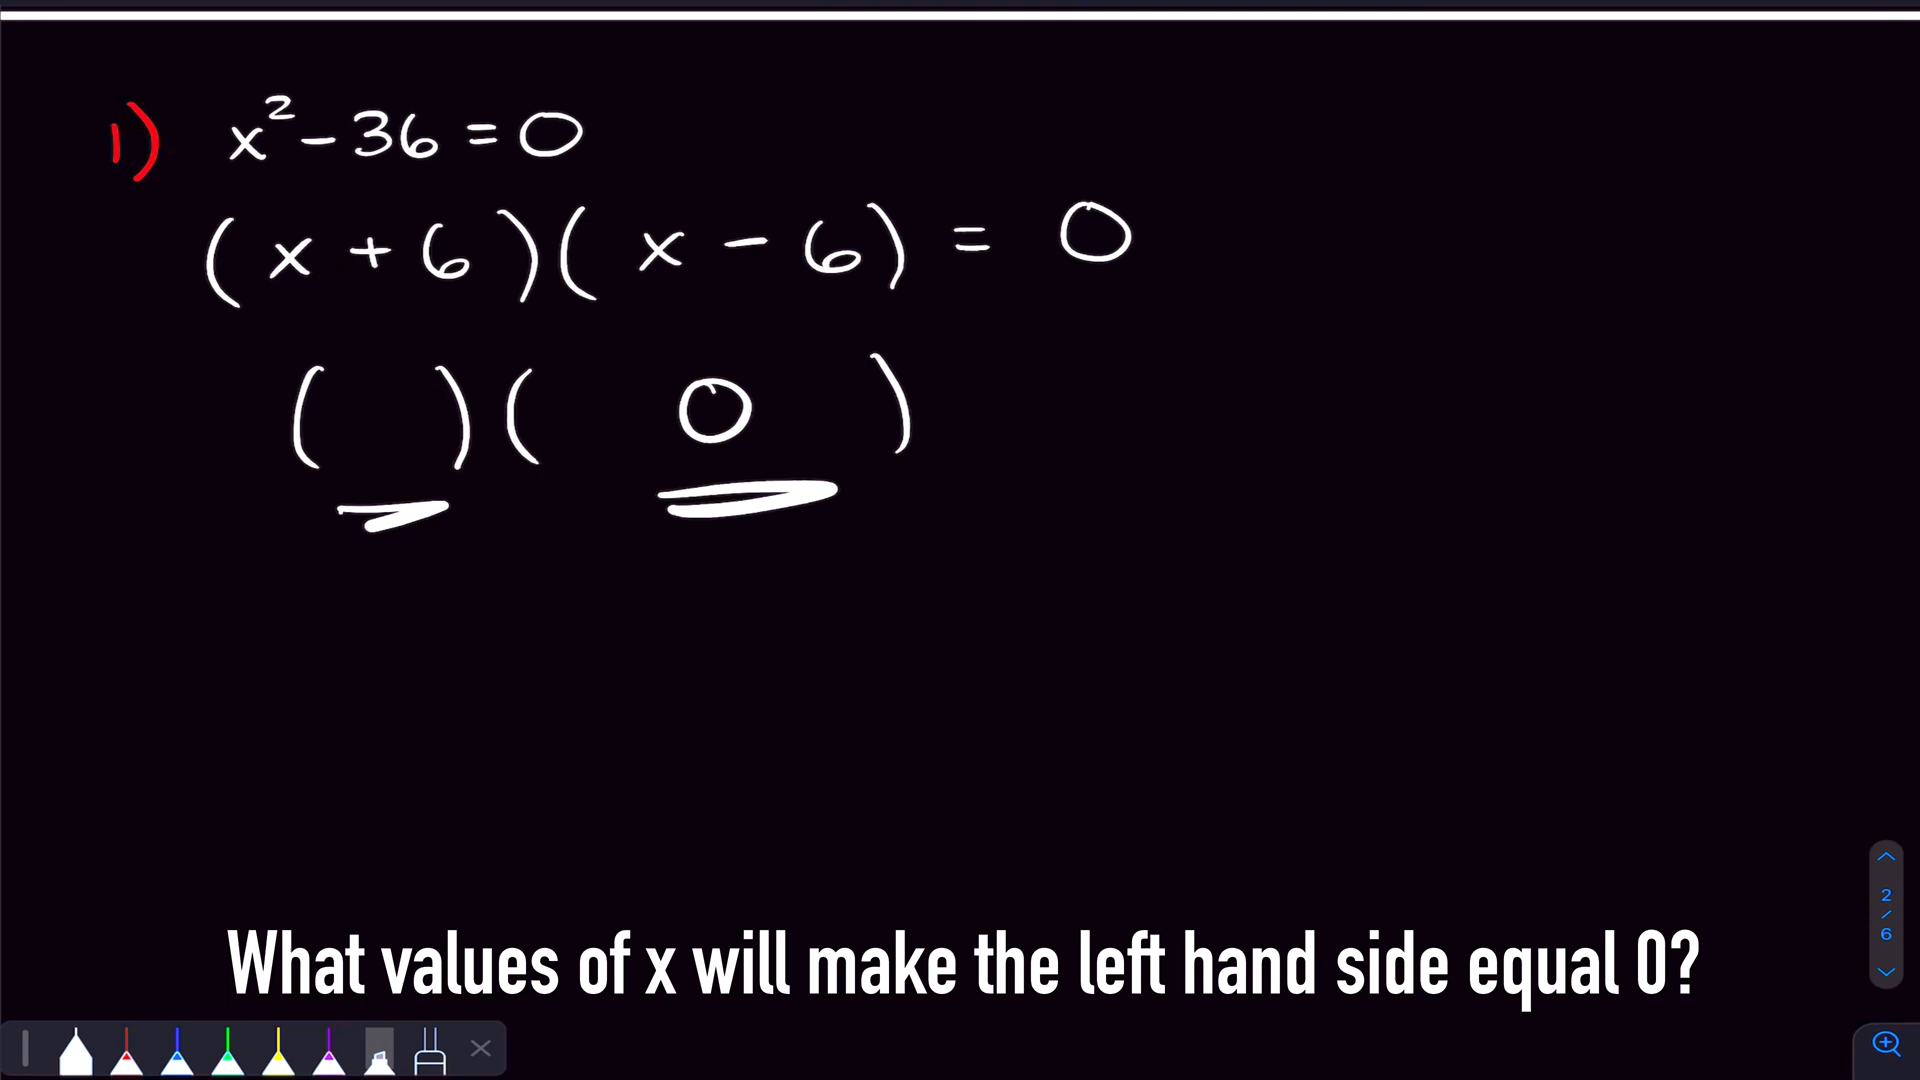 1) x² - 36 = 0
( x + 6 ) ( x - 6 ) = 0
( ) ( 0 )
What values of x will make the left hand side equal 0?
2
/
6